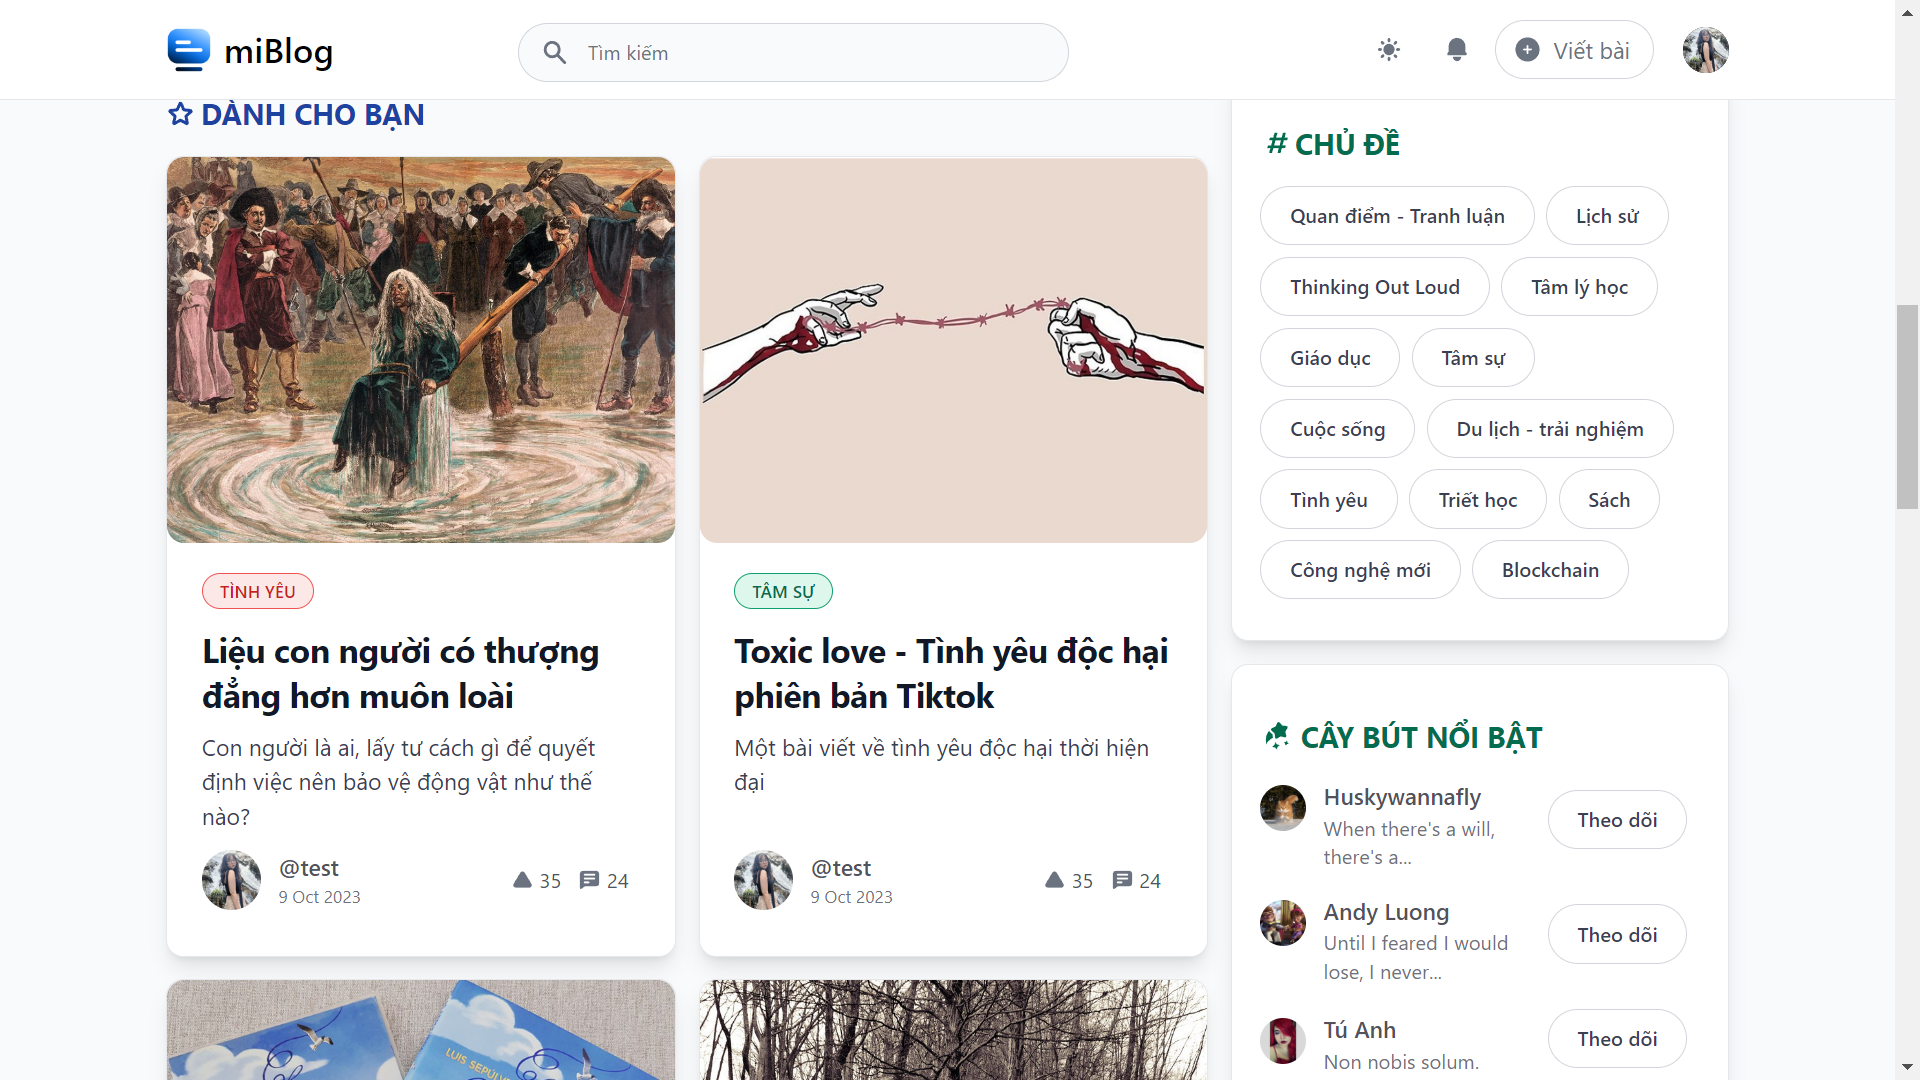 miBlog
Tìm kiếm
Viết bài
DÀNH CHO BẠN
TÌNH YÊU
Liệu con người có thượng
đẳng hơn muôn loài
Con người là ai, lấy tư cách gì để quyết
định việc nên bảo vệ động vật như thế
nào?
@test
9 Oct 2023
35
24
TÂM SỰ
Toxic love - Tình yêu độc hại
phiên bản Tiktok
Một bài viết về tình yêu độc hại thời hiện
đại
@test
9 Oct 2023
35
24
# CHỦ ĐỀ
Quan điểm - Tranh luận
Lịch sử
Thinking Out Loud
Tâm lý học
Giáo dục
Tâm sự
Cuộc sống
Du lịch - trải nghiệm
Tình yêu
Triết học
Sách
Công nghệ mới
Blockchain
CÂY BÚT NỔI BẬT
Huskywannafly
When there's a will,
there's a...
Theo dõi
Andy Luong
Until I feared I would
lose, I never...
Theo dõi
Tú Anh
Non nobis solum.
Theo dõi